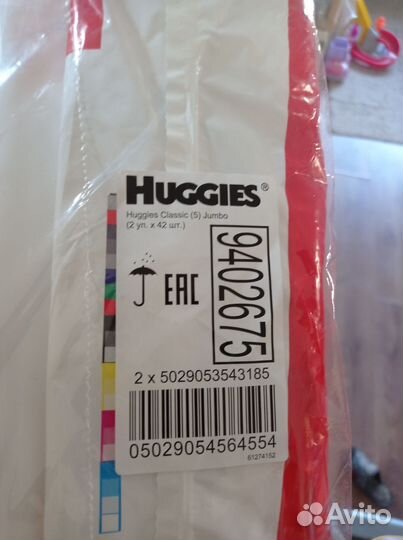 HUGGIES®
Huggies Classic (5) Jumbo
(2 уп. x 42 шт.)
EAC
9402675
2 x 5029053543185
05029054564554
61274152
Avito